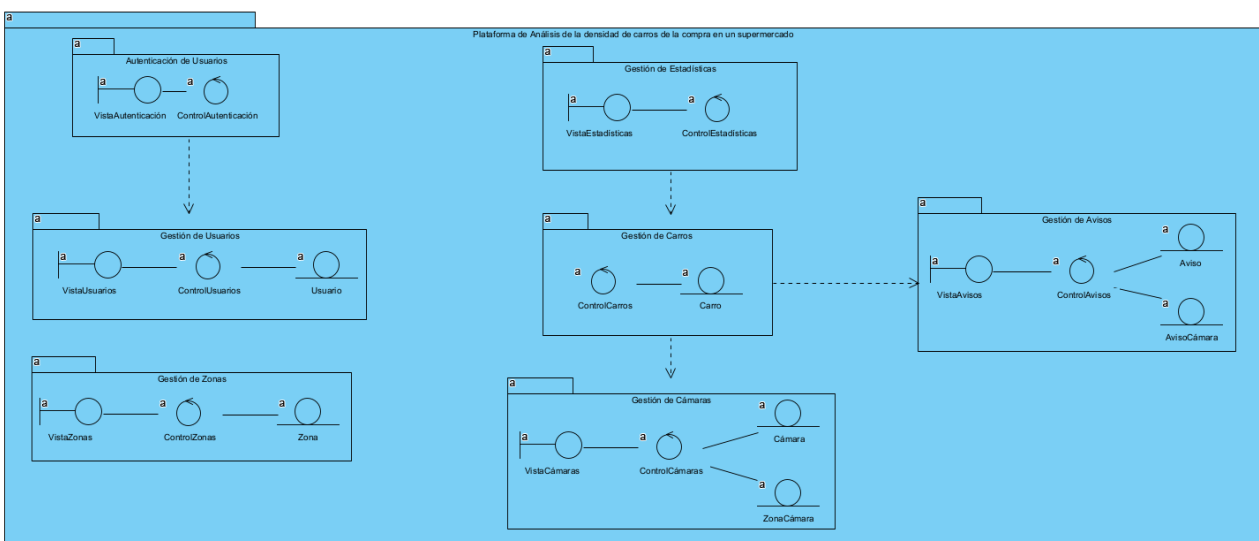 a
Plataforma de Análisis de la densidad de carros de la compra en un supermercado
a
Autenticación de Usuarios
a
a
VistaAutenticación
ControlAutenticación
a
Gestión de Estadísticas
a
a
VistaEstadísticas
ControlEstadísticas
a
Gestión de Usuarios
a
a
a
VistaUsuarios
ControlUsuarios
Usuario
a
Gestión de Carros
a
a
ControlCarros
Carro
a
Gestión de Avisos
a
a
a
Aviso
VistaAvisos
ControlAvisos
a
AvisoCámara
a
Gestión de Zonas
a
a
a
VistaZonas
ControlZonas
Zona
a
Gestión de Cámaras
a
a
a
Cámara
VistaCámaras
ControlCámaras
a
ZonaCámara